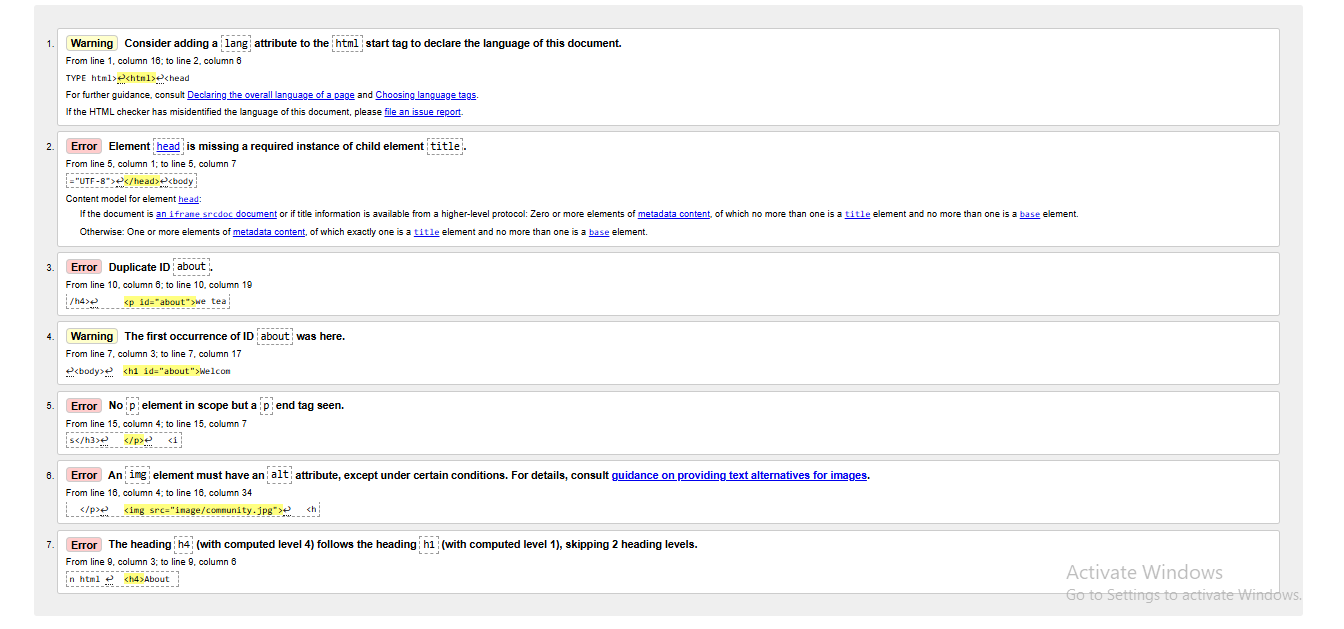 1. Warning Consider adding a lang attribute to the html start tag to declare the language of this document.
From line 1, column 16; to line 2, column 6
TYPE html>↩<html>↩<head
For further guidance, consult Declaring the overall language of a page and Choosing language tags.
If the HTML checker has misidentified the language of this document, please file an issue report.
2. Error Element head is missing a required instance of child element title.
From line 5, column 1; to line 5, column 7
="UTF-8">↩</head>↩<body
Content model for element head:
If the document is an iframe srcdoc document or if title information is available from a higher-level protocol: Zero or more elements of metadata content, of which no more than one is a title element and no more than one is a base element.
Otherwise: One or more elements of metadata content, of which exactly one is a title element and no more than one is a base element.
3. Error Duplicate ID about.
From line 10, column 6; to line 10, column 19
/h4>↩ <p id="about">we tea
4. Warning The first occurrence of ID about was here.
From line 7, column 3; to line 7, column 17
↩<body>↩ <h1 id="about">Welcom
5. Error No p element in scope but a p end tag seen.
From line 15, column 4; to line 15, column 7
s</h3>↩ </p>↩ <i
6. Error An img element must have an alt attribute, except under certain conditions. For details, consult guidance on providing text alternatives for images.
From line 16, column 4; to line 16, column 34
</p>↩ <img src="image/community.jpg">↩ <h
7. Error The heading h4 (with computed level 4) follows the heading h1 (with computed level 1), skipping 2 heading levels.
From line 9, column 3; to line 9, column 6
n html ↩ <h4>About
Activate Windows
Go to Settings to activate Windows.